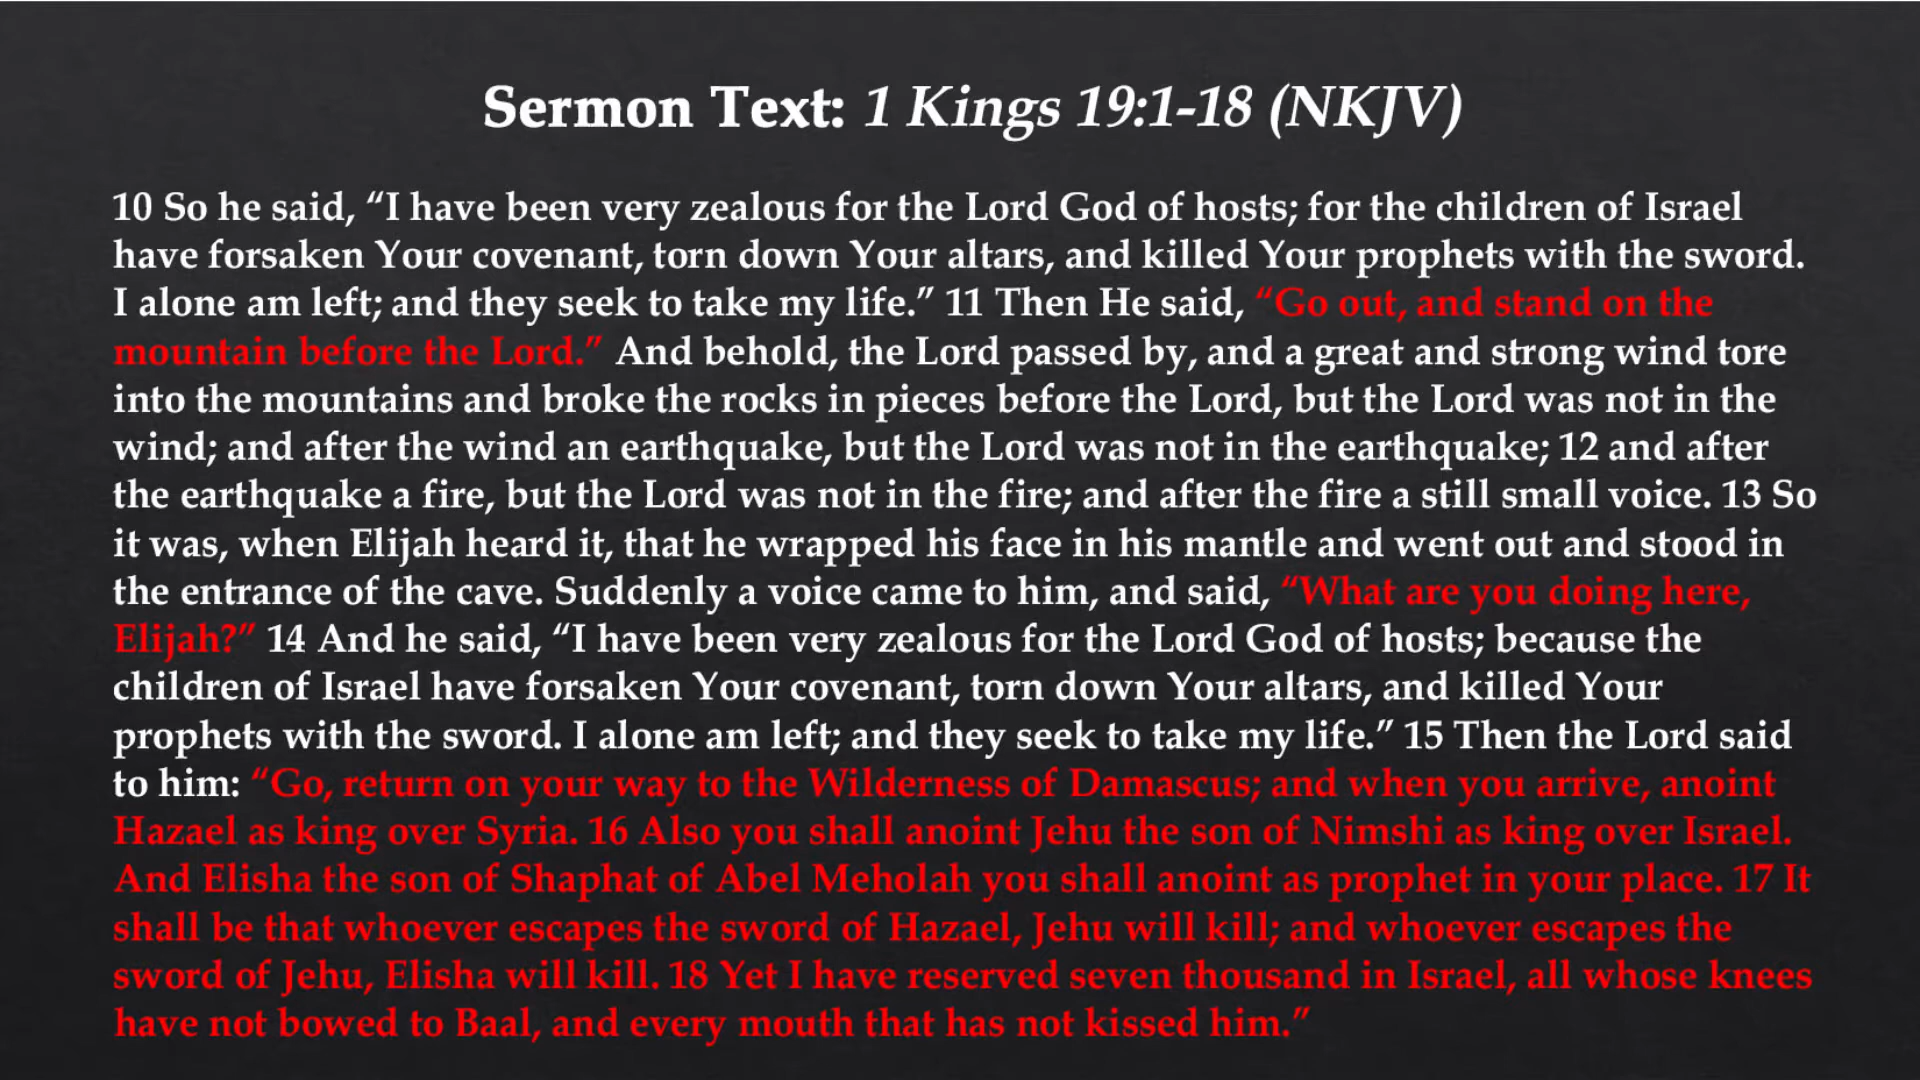 Sermon Text: 1 Kings 19:1-18 (NKJV)
10 So he said, “I have been very zealous for the Lord God of hosts; for the children of Israel
have forsaken Your covenant, torn down Your altars, and killed Your prophets with the sword.
I alone am left; and they seek to take my life.” 11 Then He said, “Go out, and stand on the
mountain before the Lord.” And behold, the Lord passed by, and a great and strong wind tore
into the mountains and broke the rocks in pieces before the Lord, but the Lord was not in the
wind; and after the wind an earthquake, but the Lord was not in the earthquake; 12 and after
the earthquake a fire, but the Lord was not in the fire; and after the fire a still small voice. 13 So
it was, when Elijah heard it, that he wrapped his face in his mantle and went out and stood in
the entrance of the cave. Suddenly a voice came to him, and said, “What are you doing here,
Elijah?” 14 And he said, “I have been very zealous for the Lord God of hosts; because the
children of Israel have forsaken Your covenant, torn down Your altars, and killed Your
prophets with the sword. I alone am left; and they seek to take my life.” 15 Then the Lord said
to him: “Go, return on your way to the Wilderness of Damascus; and when you arrive, anoint
Hazael as king over Syria. 16 Also you shall anoint Jehu the son of Nimshi as king over Israel.
And Elisha the son of Shaphat of Abel Meholah you shall anoint as prophet in your place. 17 It
shall be that whoever escapes the sword of Hazael, Jehu will kill; and whoever escapes the
sword of Jehu, Elisha will kill. 18 Yet I have reserved seven thousand in Israel, all whose knees
have not bowed to Baal, and every mouth that has not kissed him.”